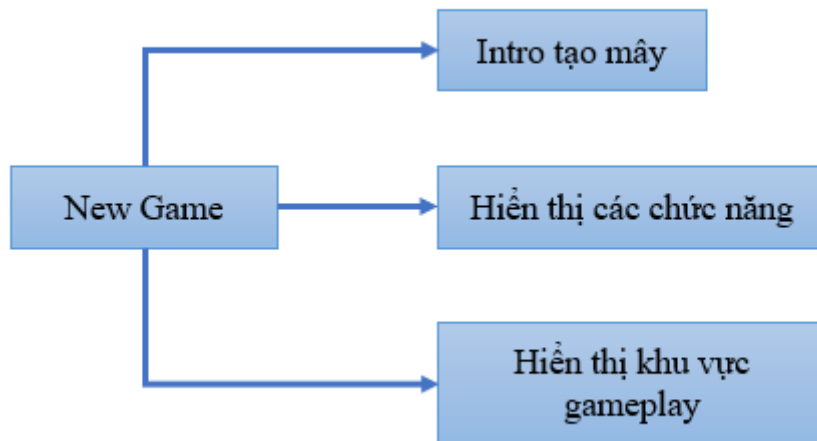 Intro tạo mây
New Game
Hiển thị các chức năng
Hiển thị khu vực
gameplay